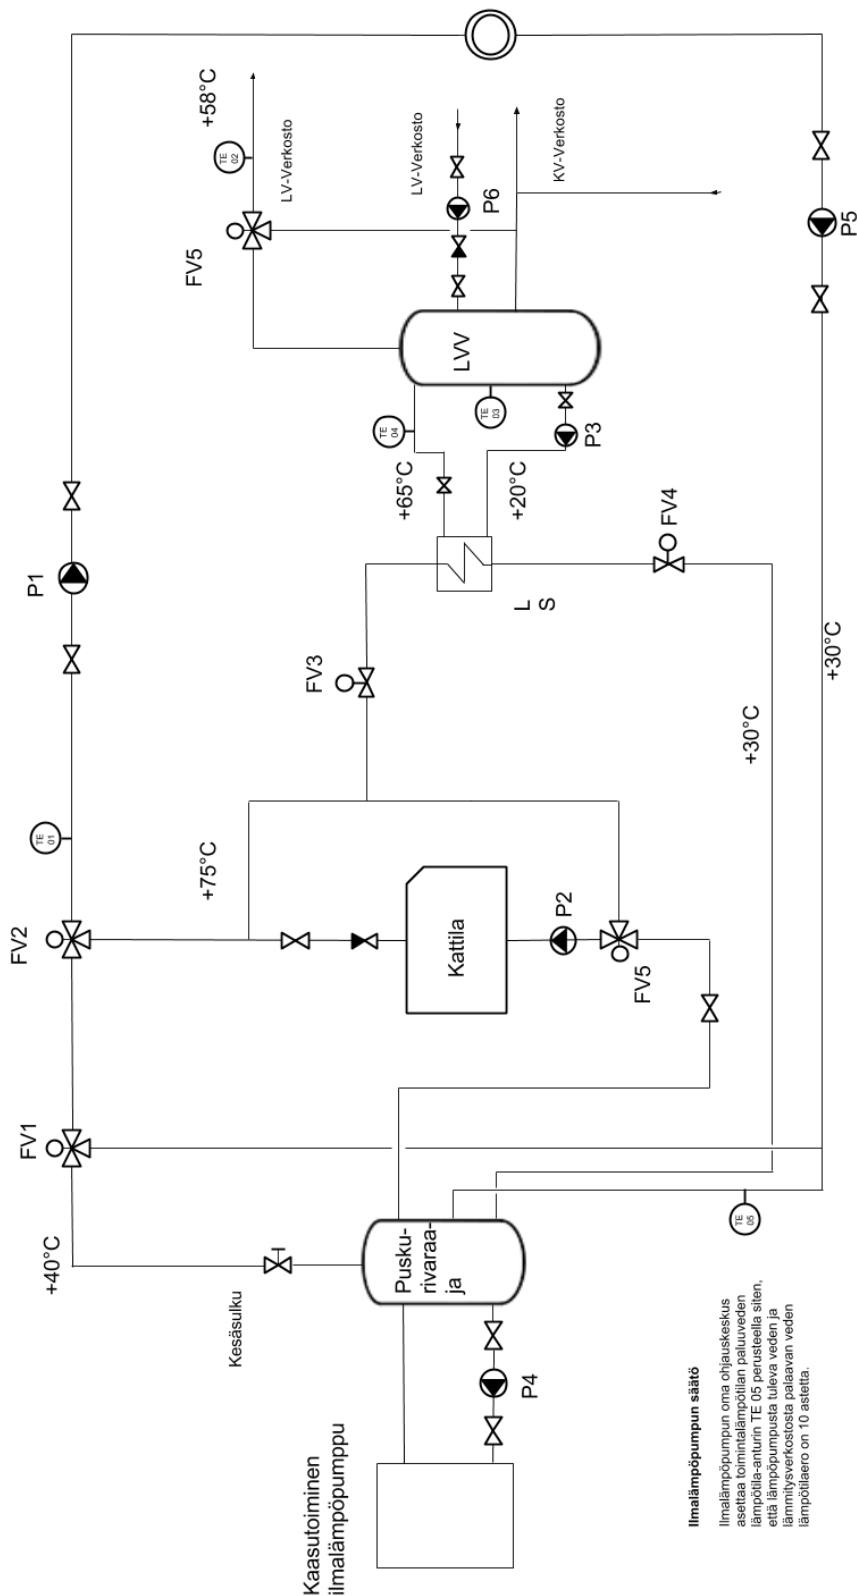 FV1
FV2
TE
01
P1
+40°C
FV5
+58°C
TE
02
Kesäsulku
+75°C
LV-Verkosto
Kaasutoiminen
ilmalämpöpumppu
FV3
TE
04
+65°C
LV-Verkosto
Pusku-
rivaraa-
ja
Kattila
LVV
TE
03
P6
L
S
+20°C
P4
P2
P3
KV-Verkosto
FV5
FV4
+30°C
TE
05
+30°C
P5
Ilmalämpöpumpun säätö
Ilmalämpöpumpun oma ohjauskeskus
asettaa toimintalämpötilan paluuveden
lämpötila-anturin TE 05 perusteella siten,
että lämpöpumpusta tuleva veden ja
lämmitysverkostosta palaavan veden
lämpötilaero on 10 astetta.